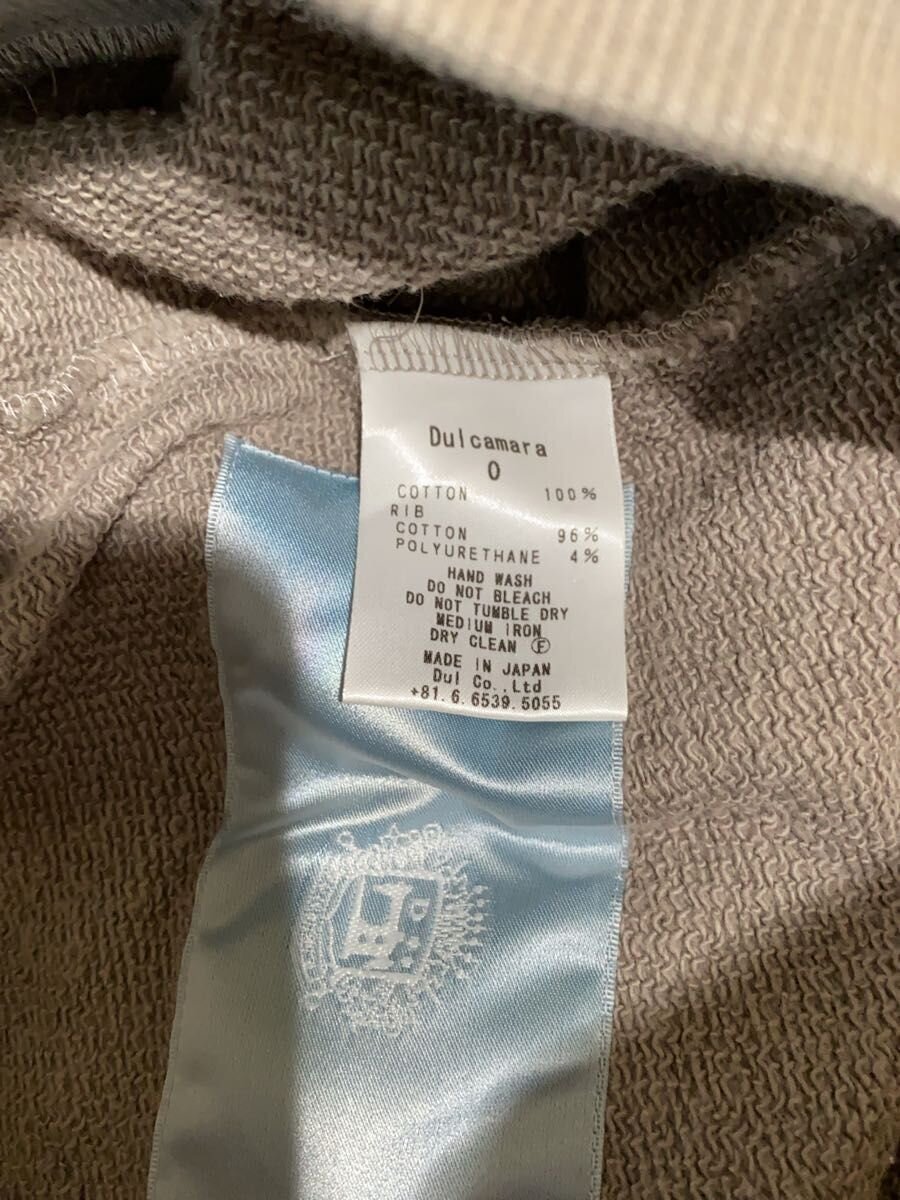 Dulcamara
0
COTTON 100%
RIB
COTTON 96%
POLYURETHANE 4%
HAND WASH
DO NOT BLEACH
DO NOT TUMBLE DRY
MEDIUM IRON
DRY CLEAN Ⓕ
MADE IN JAPAN
Dul Co.,Ltd
+81.6.6539.5055